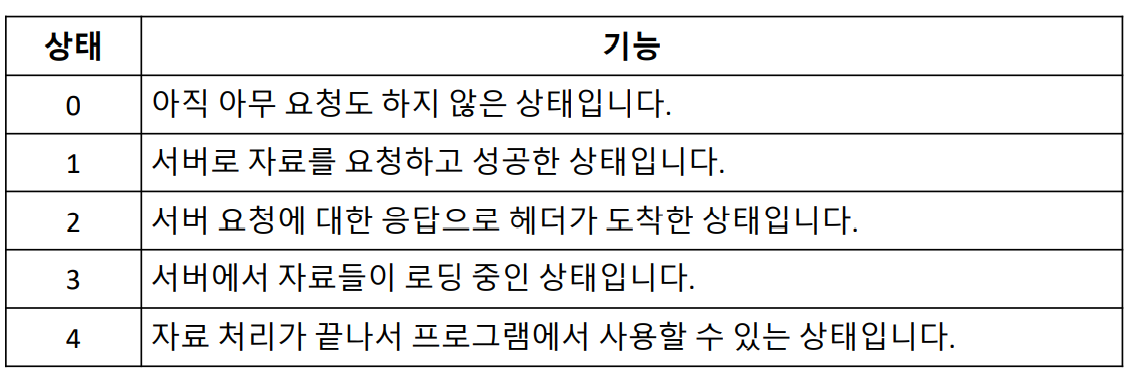 상태 기능
0 아직 아무 요청도 하지 않은 상태입니다.
1 서버로 자료를 요청하고 성공한 상태입니다.
2 서버 요청에 대한 응답으로 헤더가 도착한 상태입니다.
3 서버에서 자료들이 로딩 중인 상태입니다.
4 자료 처리가 끝나서 프로그램에서 사용할 수 있는 상태입니다.